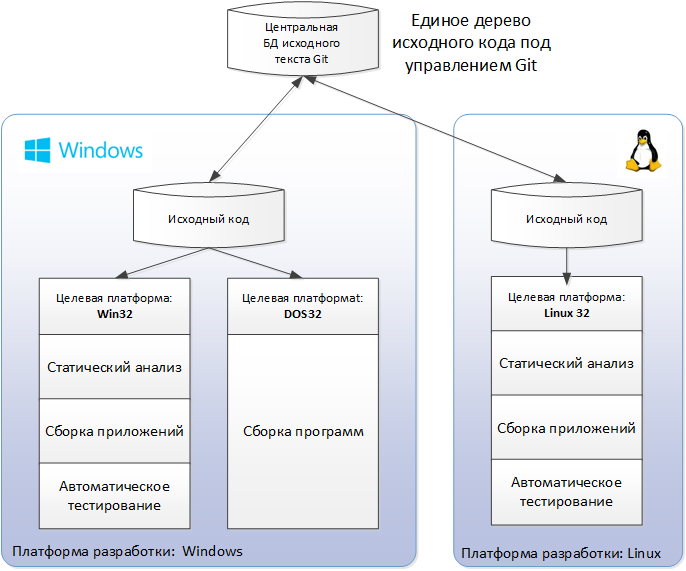 Центральная
БД исходного
текста Git
Единое дерево
исходного кода под
управлением Git
Windows
Исходный код
Исходный код
Целевая платформа:
Win32
Целевая платформаt:
DOS32
Целевая платформа:
Linux 32
Статический анализ
Статический анализ
Сборка приложений
Сборка программ
Сборка приложений
Автоматическое
тестирование
Автоматическое
тестирование
Платформа разработки: Windows
Платформа разработки: Linux